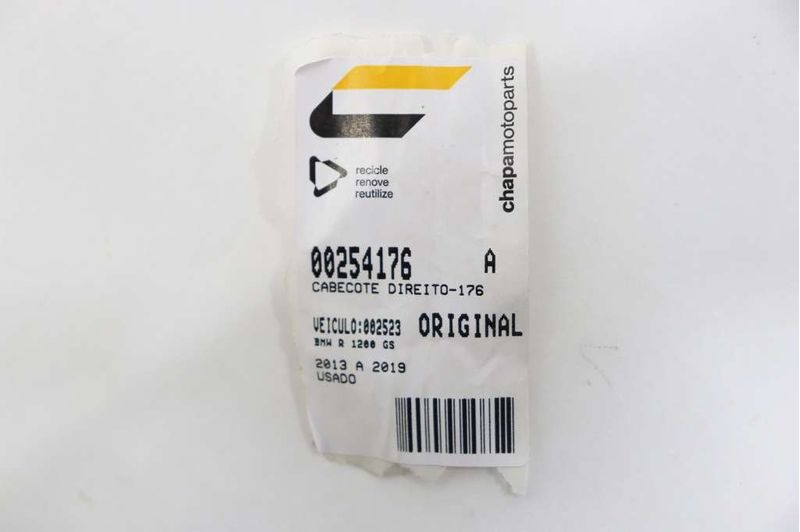 chapamotoparts
recicle
renove
reutilize
00254176 A
CABECOTE DIREITO-176
VEICULO:002523 ORIGINAL
BMW R 1200 GS
2013 A 2019
USADO